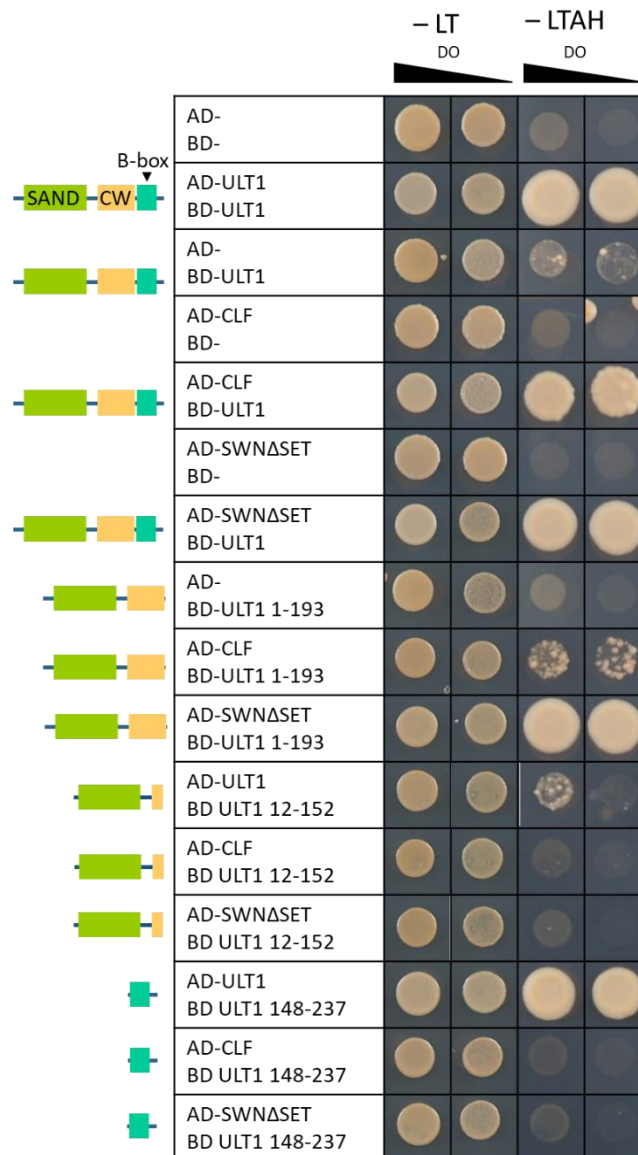 – LT
– LTAH
DO
DO
AD-
BD-
B-box
SAND
CW
AD-ULT1
BD-ULT1
AD-
BD-ULT1
AD-CLF
BD-
AD-CLF
BD-ULT1
AD-SWNΔSET
BD-
AD-SWNΔSET
BD-ULT1
AD-
BD-ULT1 1-193
AD-CLF
BD-ULT1 1-193
AD-SWNΔSET
BD-ULT1 1-193
AD-ULT1
BD ULT1 12-152
AD-CLF
BD ULT1 12-152
AD-SWNΔSET
BD ULT1 12-152
AD-ULT1
BD ULT1 148-237
AD-CLF
BD ULT1 148-237
AD-SWNΔSET
BD ULT1 148-237